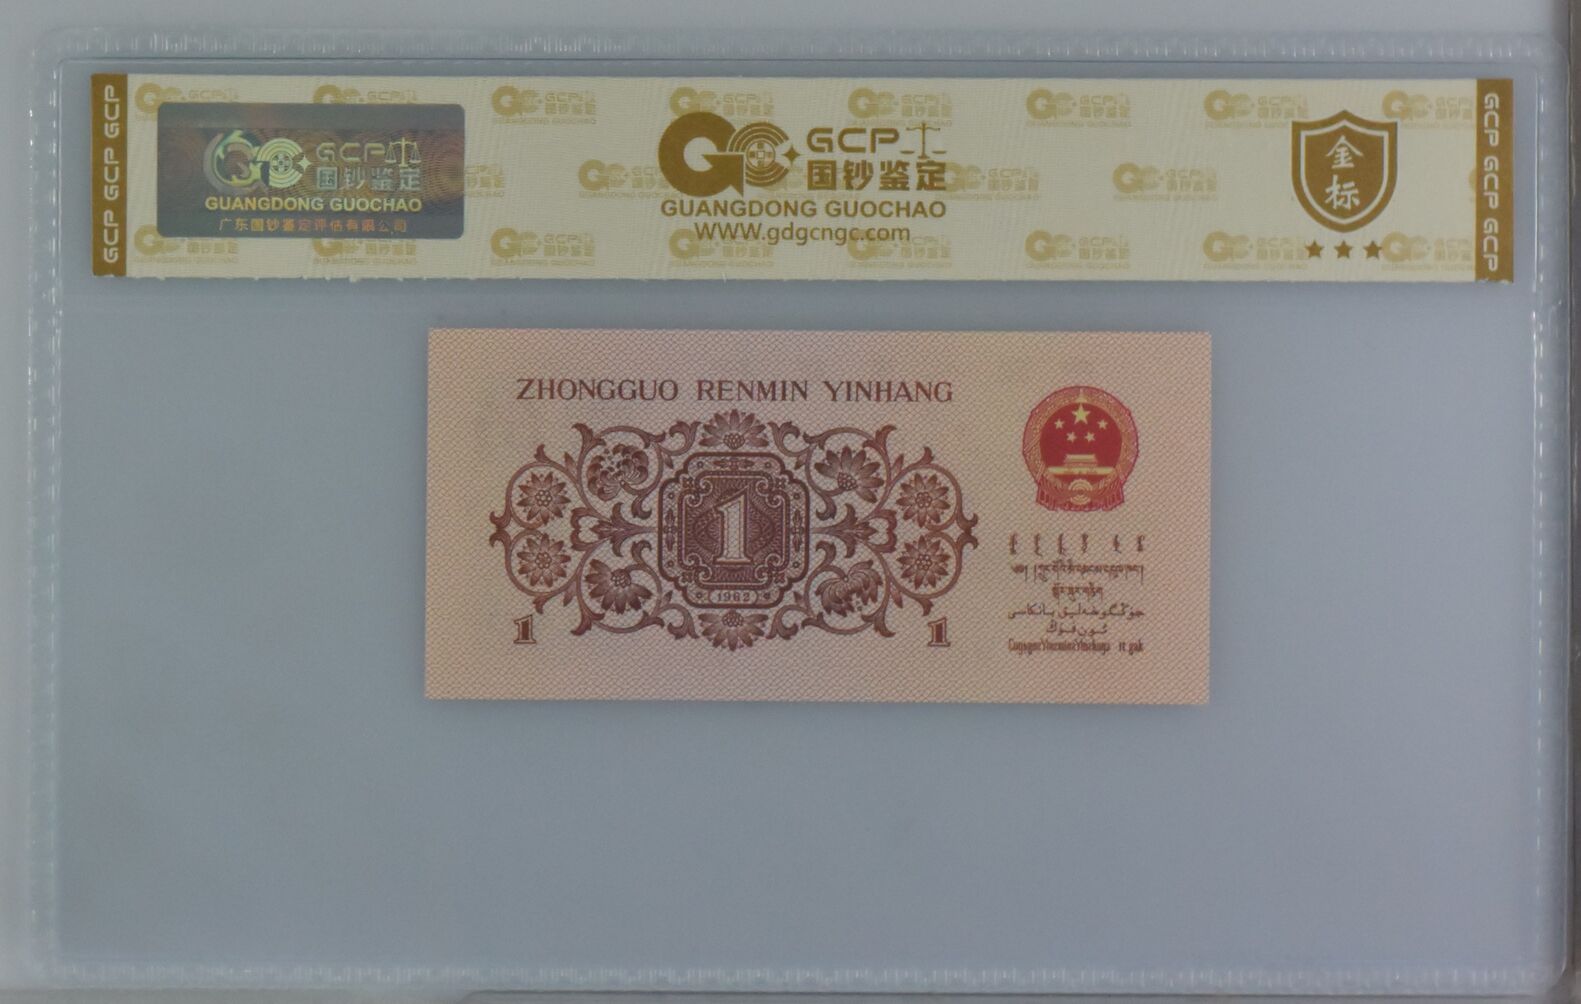 GCP GCP GCP
GCP
国钞鉴定
GUANGDONG GUOCHAO
广东国钞鉴定评估有限公司
GCP
国钞鉴定
GUANGDONG GUOCHAO
WWW.gdgcngc.com
金标
GCP GCP GCP
ZHONGGUO RENMIN YINHANG
1
1962
1
1